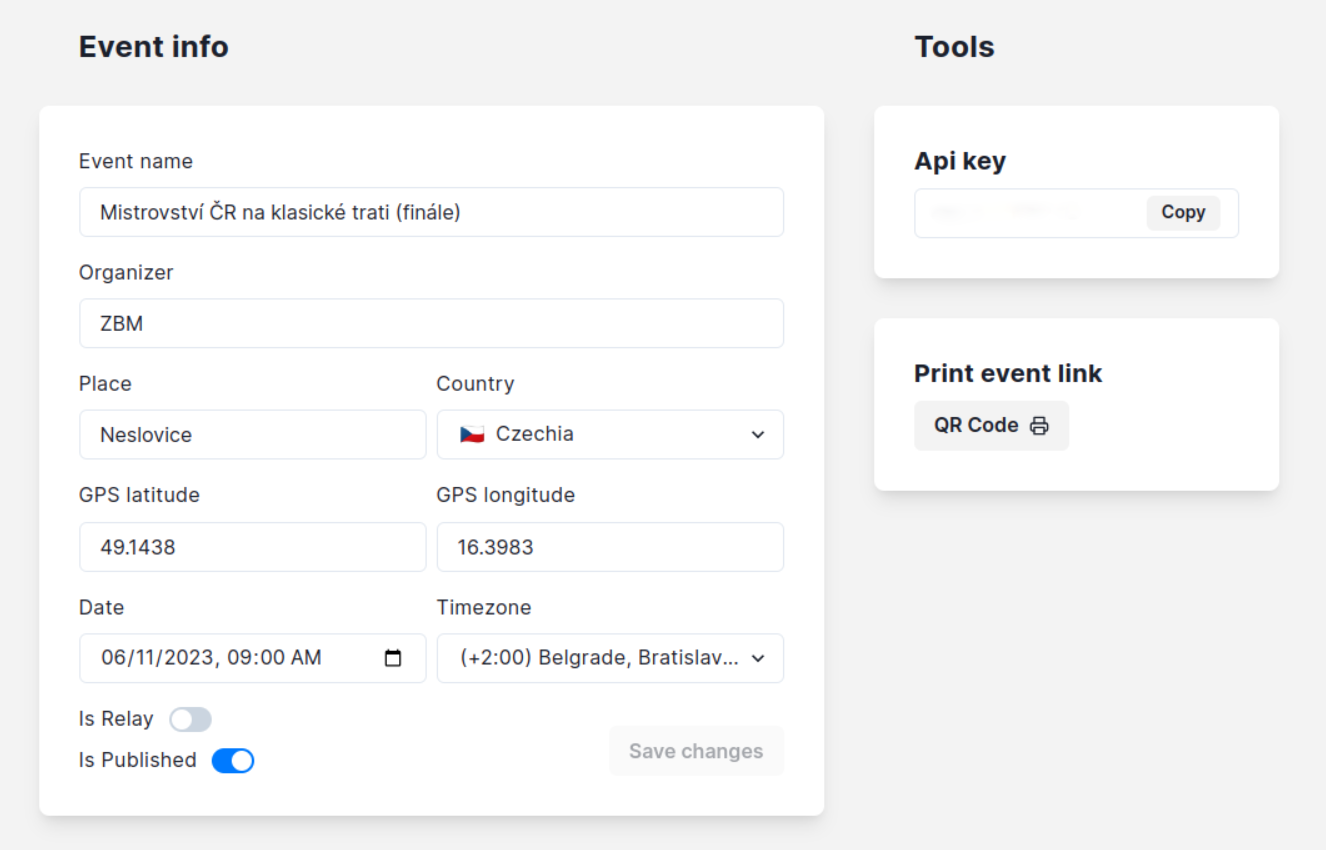 Event info
Tools
Event name
Mistrovství ČR na klasické trati (finále)
Organizer
ZBM
Place
Country
Neslovice
Czechia
GPS latitude
GPS longitude
49.1438
16.3983
Date
Timezone
06/11/2023, 09:00 AM
(+2:00) Belgrade, Bratislav...
Is Relay
Is Published
Save changes
Api key
Copy
Print event link
QR Code